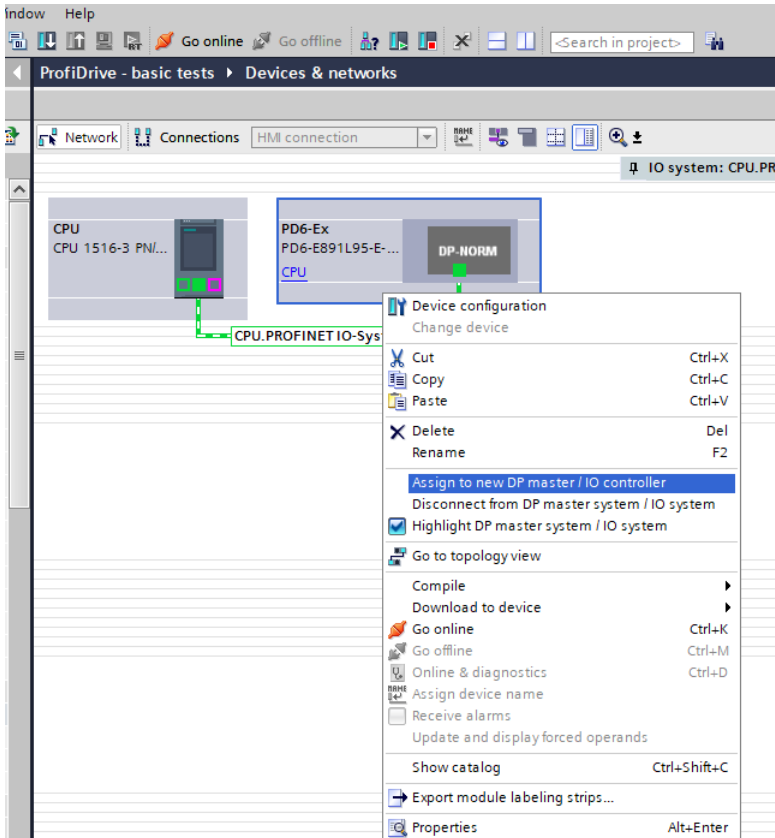 indow Help
Go online Go offline <Search in project>
ProfiDrive - basic tests Devices & networks
Network Connections HMI connection
IO system: CPU.PR
CPU
CPU 1516-3 PN/...
PD6-Ex
PD6-E891L95-E-...
CPU
DP-NORM
CPU.PROFINET IO-Sys
Device configuration
Change device
Cut Ctrl+X
Copy Ctrl+C
Paste Ctrl+V
Delete Del
Rename F2
Assign to new DP master / IO controller
Disconnect from DP master system / IO system
Highlight DP master system / IO system
Go to topology view
Compile
Download to device
Go online Ctrl+K
Go offline Ctrl+M
Online & diagnostics Ctrl+D
Assign device name
Receive alarms
Update and display forced operands
Show catalog Ctrl+Shift+C
Export module labeling strips...
Properties Alt+Enter